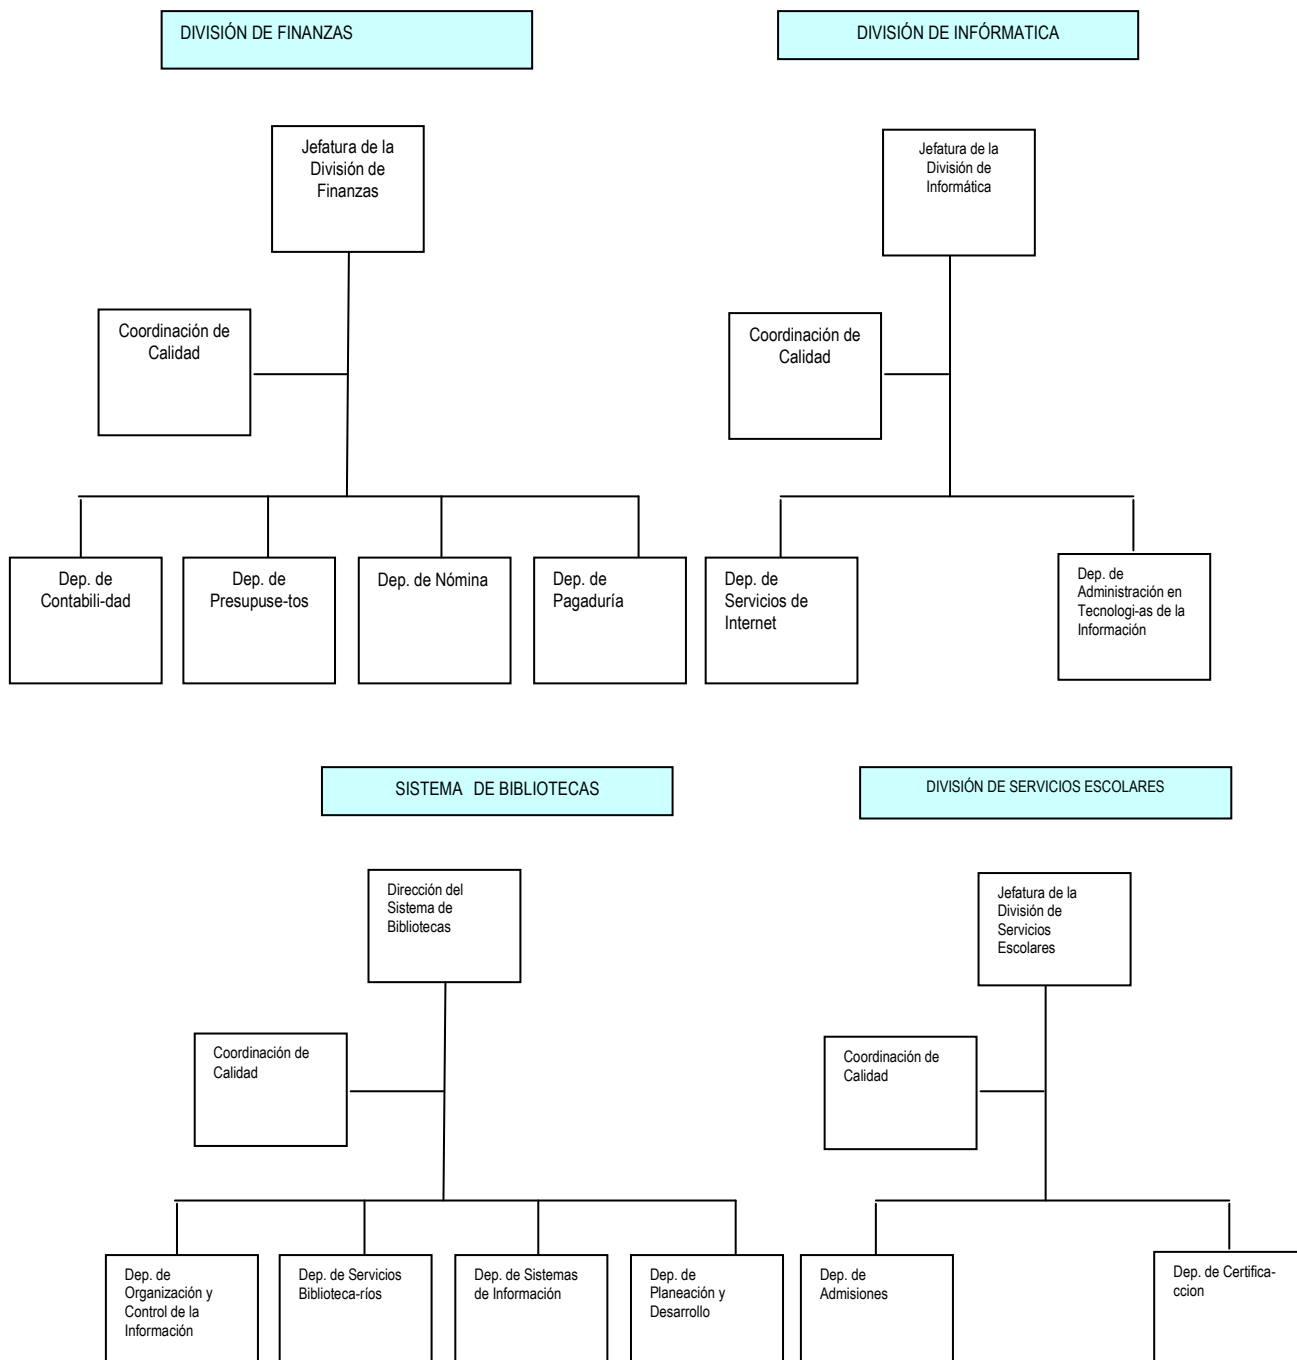 DIVISIÓN DE FINANZAS
DIVISIÓN DE INFÓRMATICA
Jefatura de la
División de
Finanzas
Jefatura de la
División de
Informática
Coordinación de
Calidad
Coordinación de
Calidad
Dep. de
Contabili-dad
Dep. de
Presupuse-tos
Dep. de Nómina
Dep. de
Pagaduría
Dep. de
Servicios de
Internet
Dep. de
Administración en
Tecnologi-as de la
Información
SISTEMA DE BIBLIOTECAS
DIVISIÓN DE SERVICIOS ESCOLARES
Dirección del
Sistema de
Bibliotecas
Jefatura de la
División de
Servicios
Escolares
Coordinación de
Calidad
Coordinación de
Calidad
Dep. de
Organización y
Control de la
Información
Dep. de Servicios
Biblioteca-ríos
Dep. de Sistemas
de Información
Dep. de
Planeación y
Desarrollo
Dep. de
Admisiones
Dep. de Certifica-
ccion